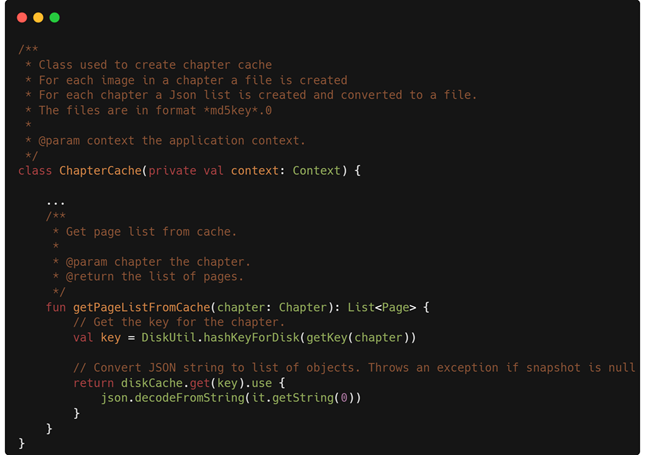 /**
 * Class used to create chapter cache
 * For each image in a chapter a file is created
 * For each chapter a Json list is created and converted to a file.
 * The files are in format *md5key*.0
 *
 * @param context the application context.
 */
class ChapterCache(private val context: Context) {
    ...
    /**
     * Get page list from cache.
     *
     * @param chapter the chapter.
     * @return the list of pages.
     */
    fun getPageListFromCache(chapter: Chapter): List<Page> {
        // Get the key for the chapter.
        val key = DiskUtil.hashKeyForDisk(getKey(chapter))
        // Convert JSON string to list of objects. Throws an exception if snapshot is null
        return diskCache.get(key).use {
            json.decodeFromString(it.getString(0))
        }
    }
}